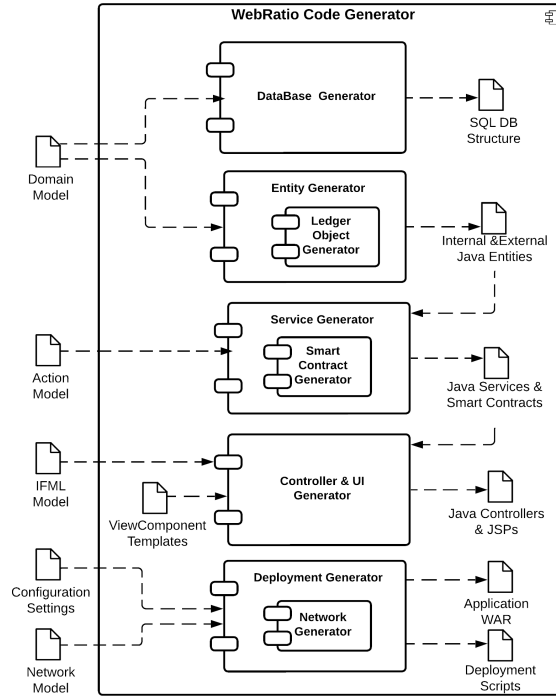 WebRatio Code Generator
DataBase  Generator
SQL DB
Structure
Domain
Model
Entity Generator
Ledger
Object
Generator
Internal &External
Java Entities
Service Generator
Smart
Contract
Generator
Action
Model
Java Services &
Smart Contracts
IFML
Model
Controller & UI
Generator
ViewComponent
Templates
Java Controllers
& JSPs
Configuration
Settings
Deployment Generator
Network
Generator
Application
WAR
Network
Model
Deployment
Scripts